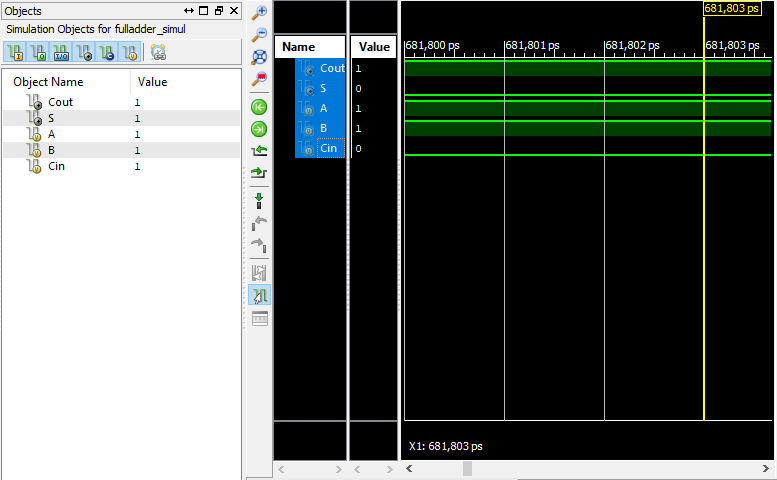 Objects
Simulation Objects for fulladder_simul
Object Name Value
Cout 1
S 1
A 1
B 1
Cin 1
Name Value
Cout 1
S 0
A 1
B 1
Cin 0
681,803 ps
681,800 ps 681,801 ps 681,802 ps 681,803 ps
X1: 681,803 ps